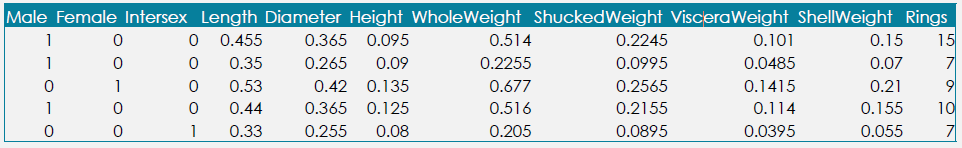 Male Female Intersex Length Diameter Height WholeWeight ShuckedWeight VisceraWeight ShellWeight Rings
1 0 0 0.455 0.365 0.095 0.514 0.2245 0.101 0.15 15
1 0 0 0.35 0.265 0.09 0.2255 0.0995 0.0485 0.07 7
0 1 0 0.53 0.42 0.135 0.677 0.2565 0.1415 0.21 9
1 0 0 0.44 0.365 0.125 0.516 0.2155 0.114 0.155 10
0 0 1 0.33 0.255 0.08 0.205 0.0895 0.0395 0.055 7